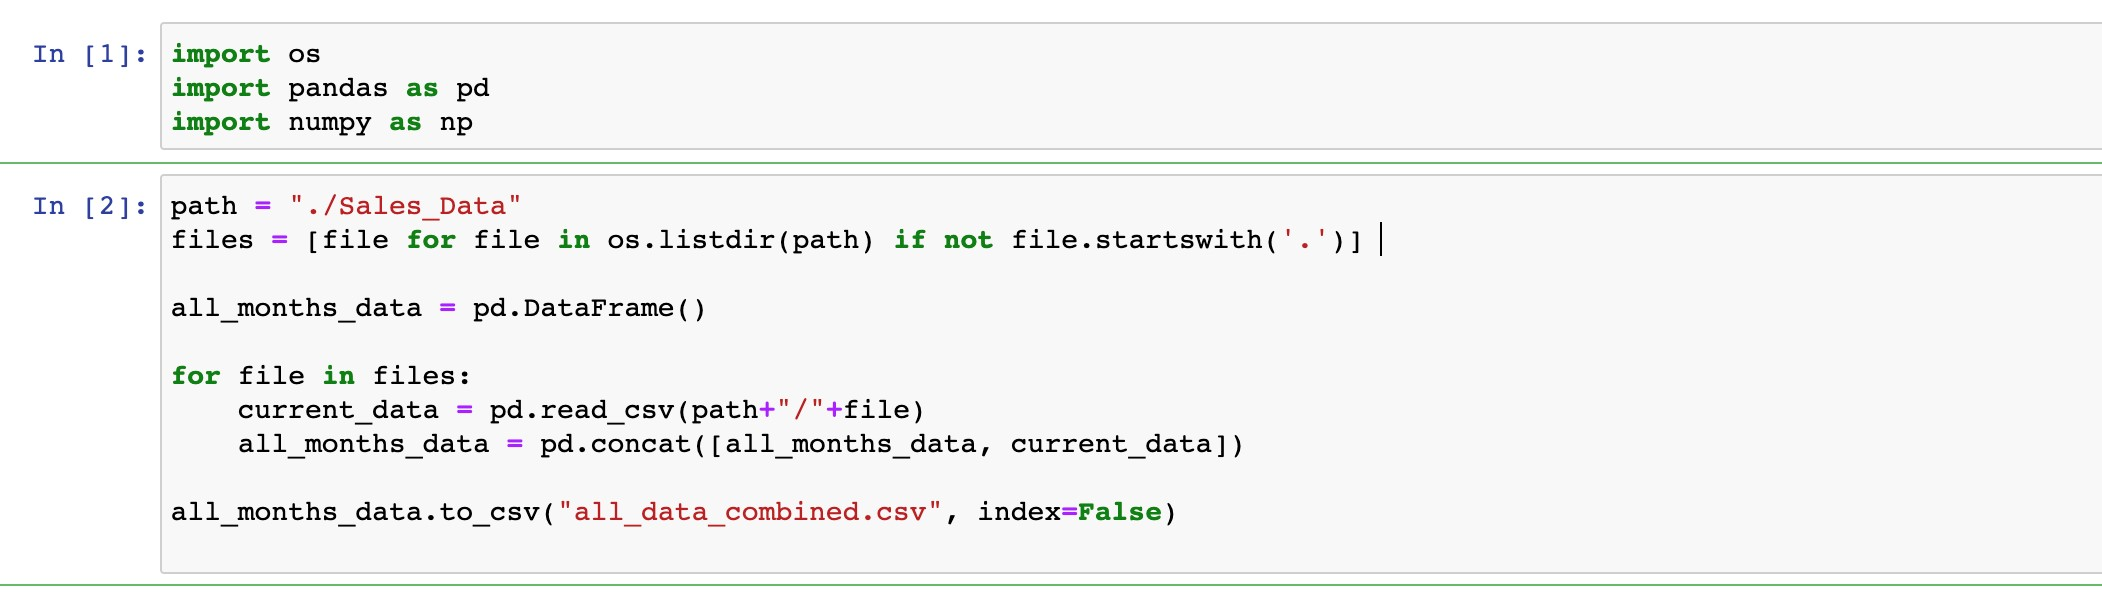 In [1]: import os
import pandas as pd
import numpy as np
In [2]: path = "./Sales_Data"
files = [file for file in os.listdir(path) if not file.startswith('.')]
all_months_data = pd.DataFrame()
for file in files:
    current_data = pd.read_csv(path+"/"+file)
    all_months_data = pd.concat([all_months_data, current_data])
all_months_data.to_csv("all_data_combined.csv", index=False)